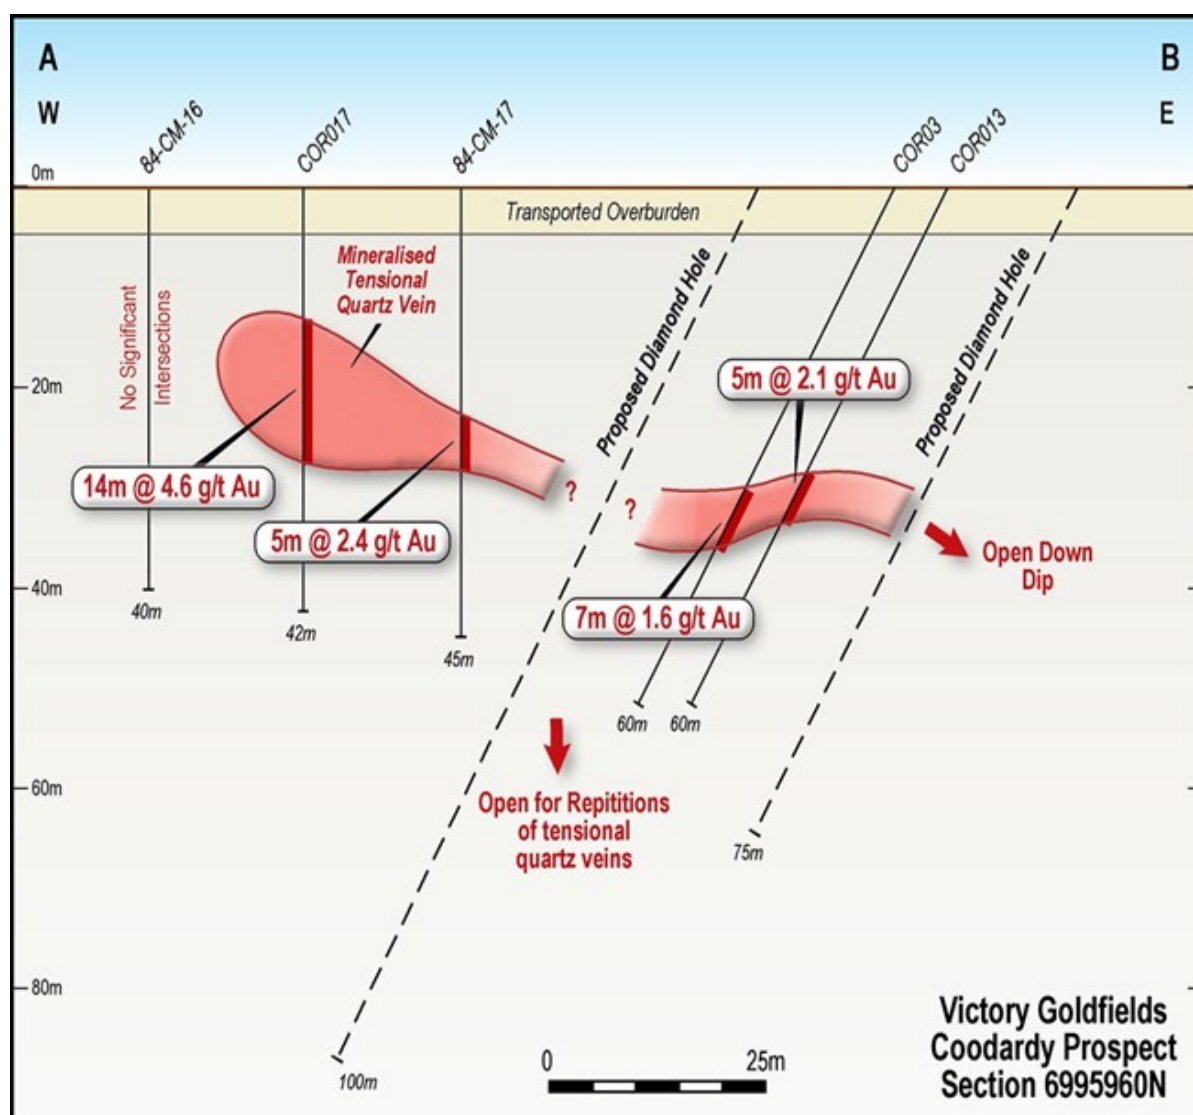 A
B
W
E
84-CM-16
COR017
84-CM-17
COR03
COR013
0m
Transported Overburden
Mineralised
Tensional
Quartz Vein
No Significant
Intersections
Proposed Diamond Hole
Proposed Diamond Hole
20m
5m @ 2.1 g/t Au
14m @ 4.6 g/t Au
?
?
5m @ 2.4 g/t Au
Open Down
Dip
40m
40m
7m @ 1.6 g/t Au
42m
45m
60m
60m
60m
Open for Repititions
of tensional
quartz veins
75m
80m
Victory Goldfields
Coodardy Prospect
Section 6995960N
0
25m
100m